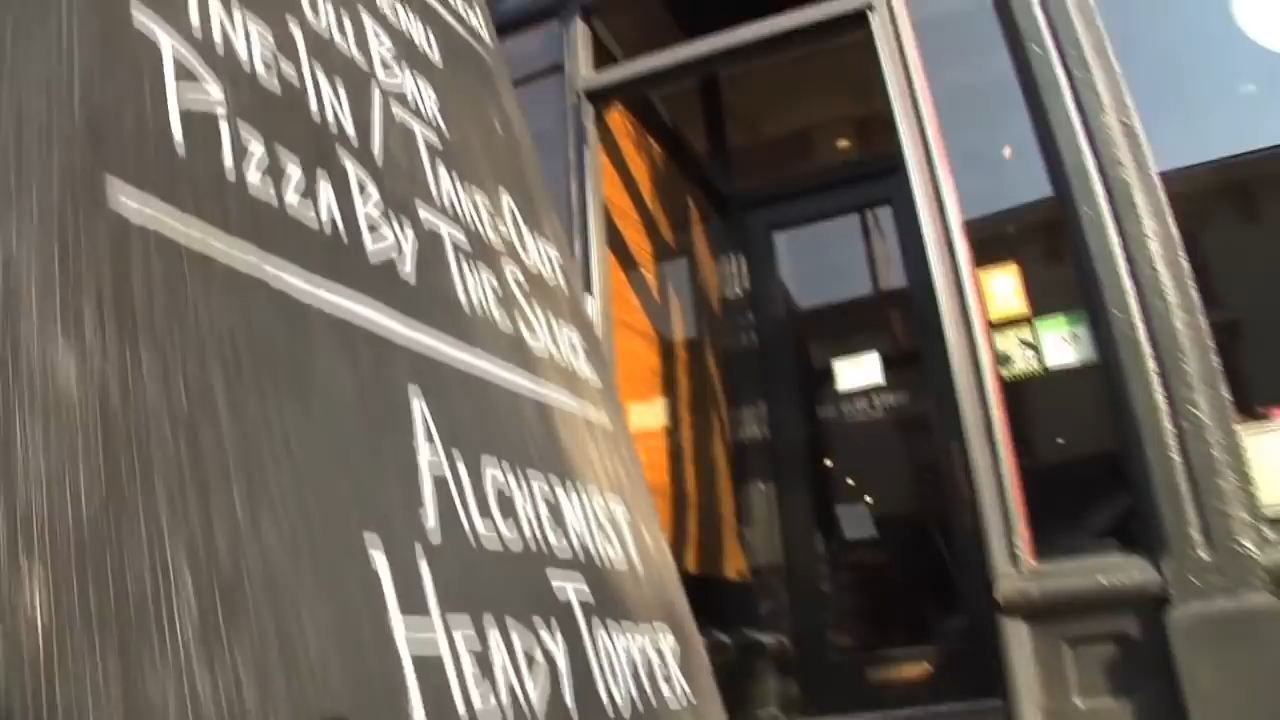 Full Bar
Dine-In / Take-Out
Pizza By The Slice
Alchemist
Heady Topper